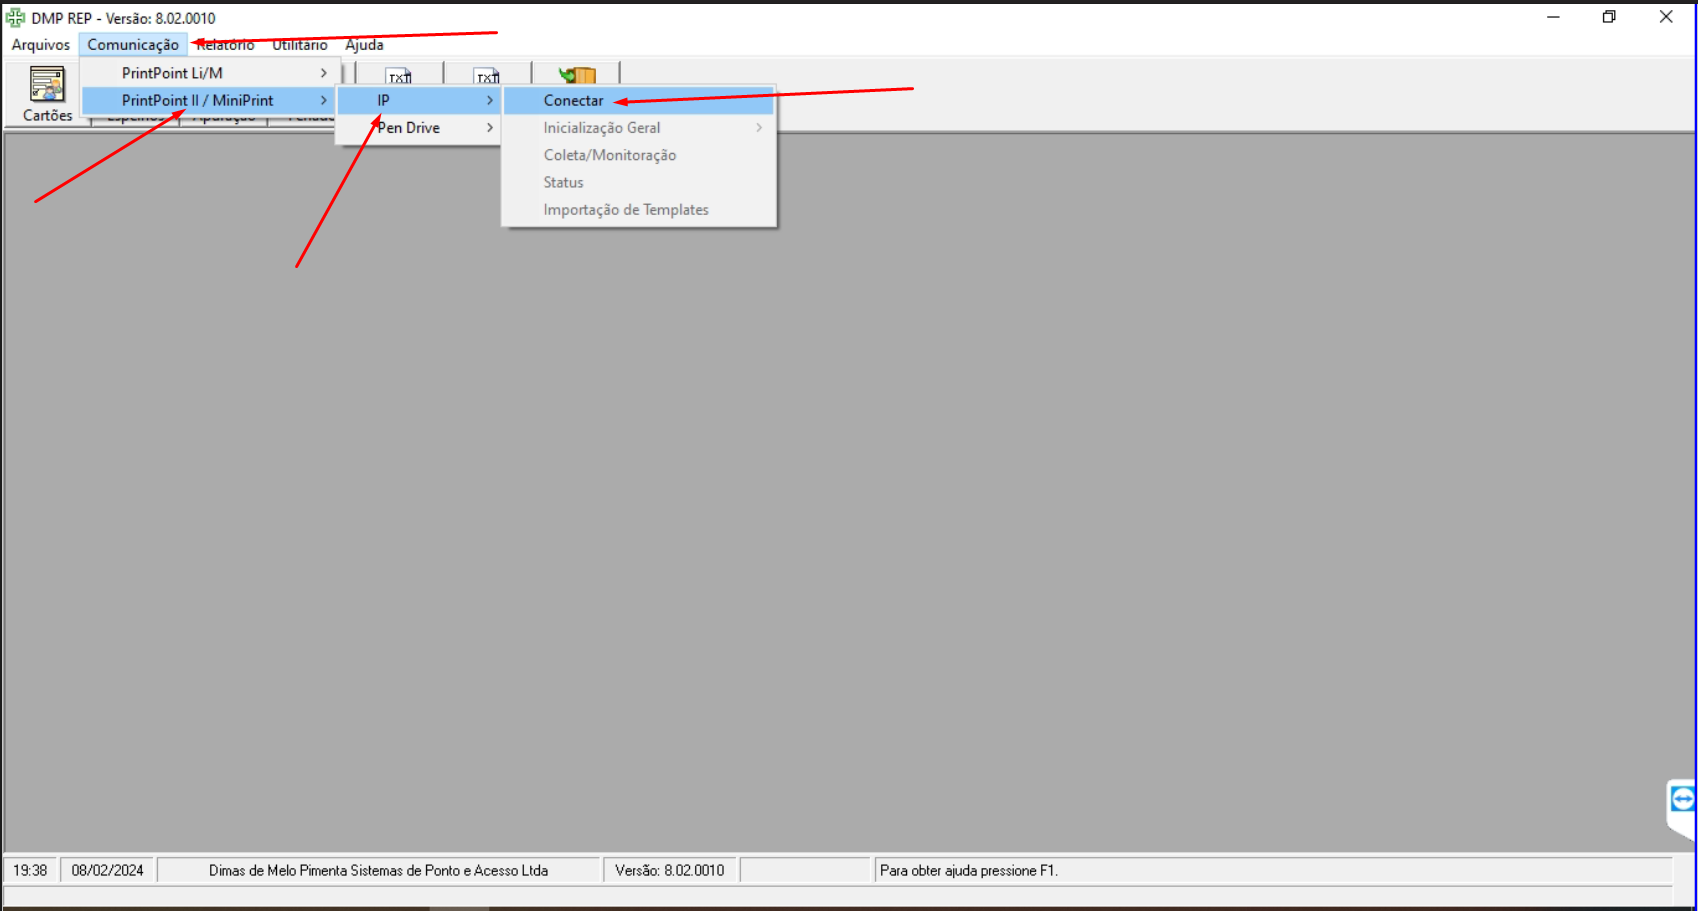 DMP REP - Versão: 8.02.0010
Arquivos Comunicação Relatório Utilitário Ajuda
PrintPoint Li/M
PrintPoint II / MiniPrint
IP
Pen Drive
Conectar
Inicialização Geral
Coleta/Monitoração
Status
Importação de Templates
TXT TXT
Cartões Espelhos Apuração
19:38 08/02/2024 Dimas de Melo Pimenta Sistemas de Ponto e Acesso Ltda Versão: 8.02.0010 Para obter ajuda pressione F1.